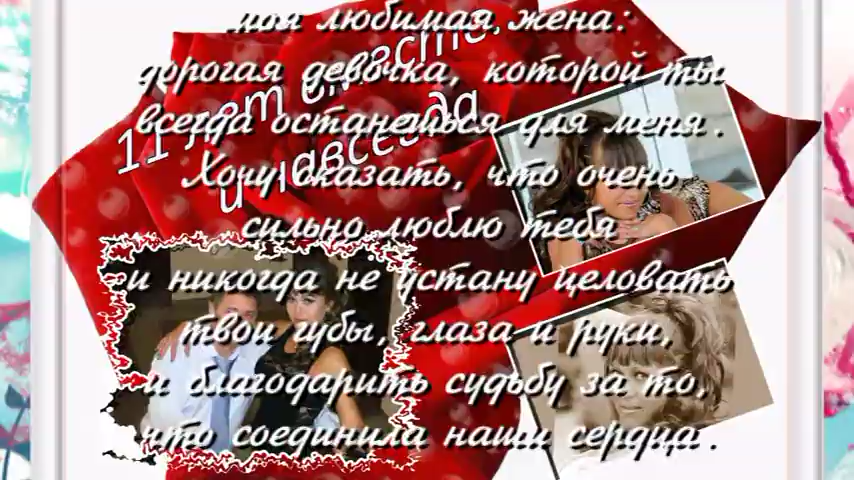 моя любимая жена:
дорогая девочка, которой ты
всегда останешься для меня.
Хочу сказать, что очень
сильно люблю тебя
и никогда не устану целовать
твои губы, глаза и руки,
и благодарить судьбу за то,
что соединила наши сердца.
11 лет вместе,
и навсегда